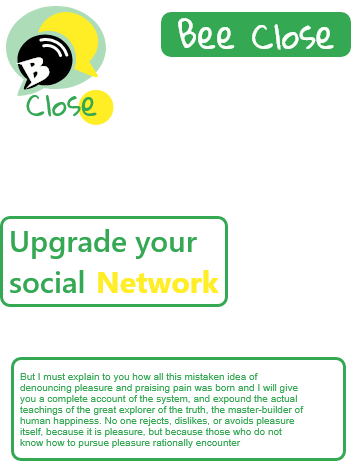 Bee Close
B
Close
Upgrade your
social Network
But I must explain to you how all this mistaken idea of
denouncing pleasure and praising pain was born and I will give
you a complete account of the system, and expound the actual
teachings of the great explorer of the truth, the master-builder of
human happiness. No one rejects, dislikes, or avoids pleasure
itself, because it is pleasure, but because those who do not
know how to pursue pleasure rationally encounter